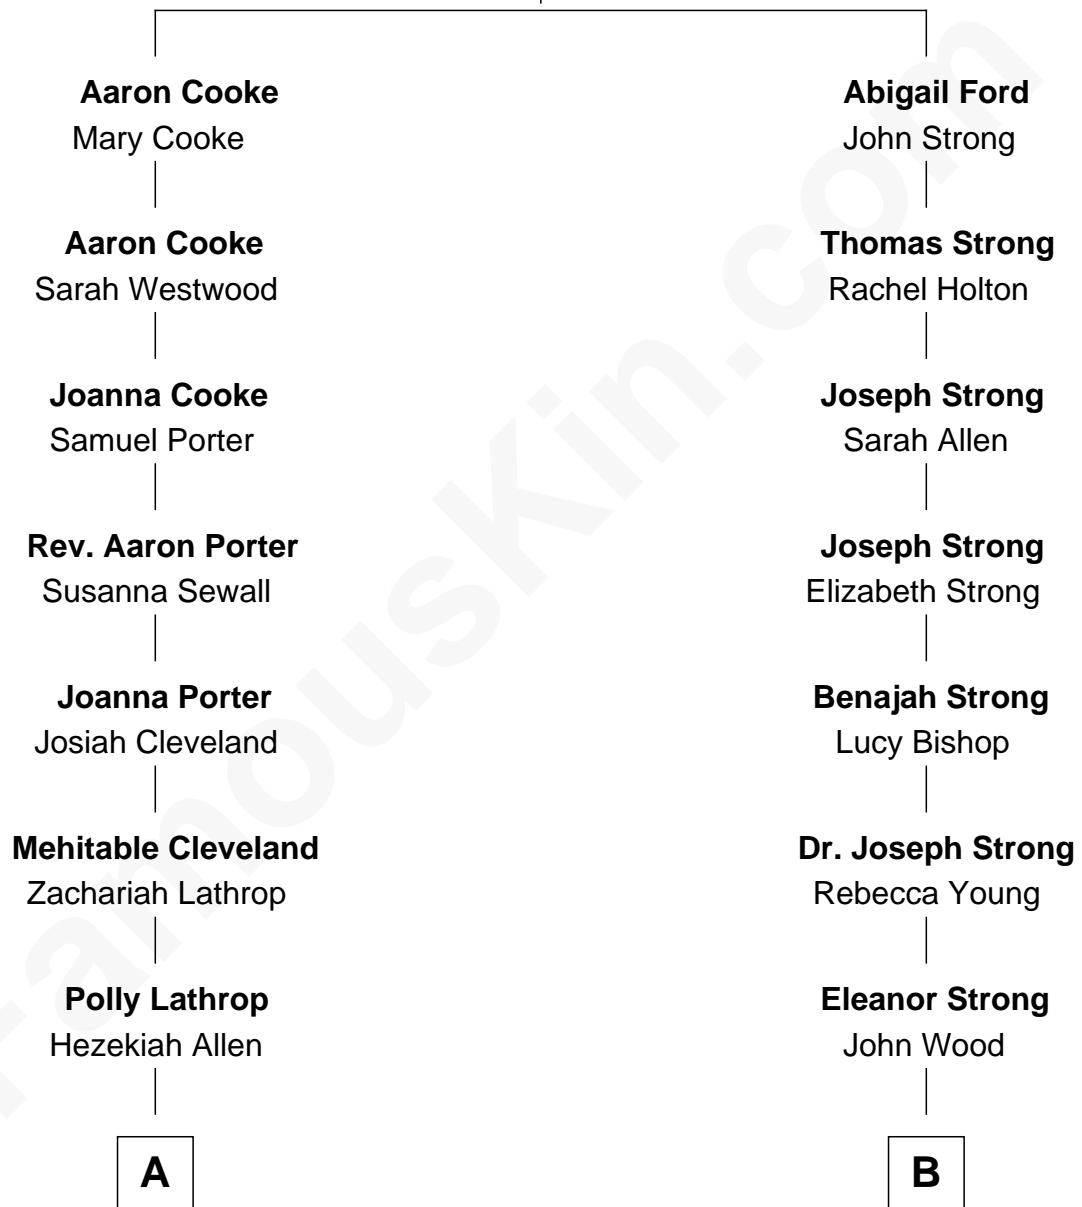 Aaron Cooke
Mary Cooke
Aaron Cooke
Sarah Westwood
Joanna Cooke
Samuel Porter
Rev. Aaron Porter
Susanna Sewall
Joanna Porter
Josiah Cleveland
Mehitable Cleveland
Zachariah Lathrop
Polly Lathrop
Hezekiah Allen
A
Abigail Ford
John Strong
Thomas Strong
Rachel Holton
Joseph Strong
Sarah Allen
Joseph Strong
Elizabeth Strong
Benajah Strong
Lucy Bishop
Dr. Joseph Strong
Rebecca Young
Eleanor Strong
John Wood
B
FamousKin.com